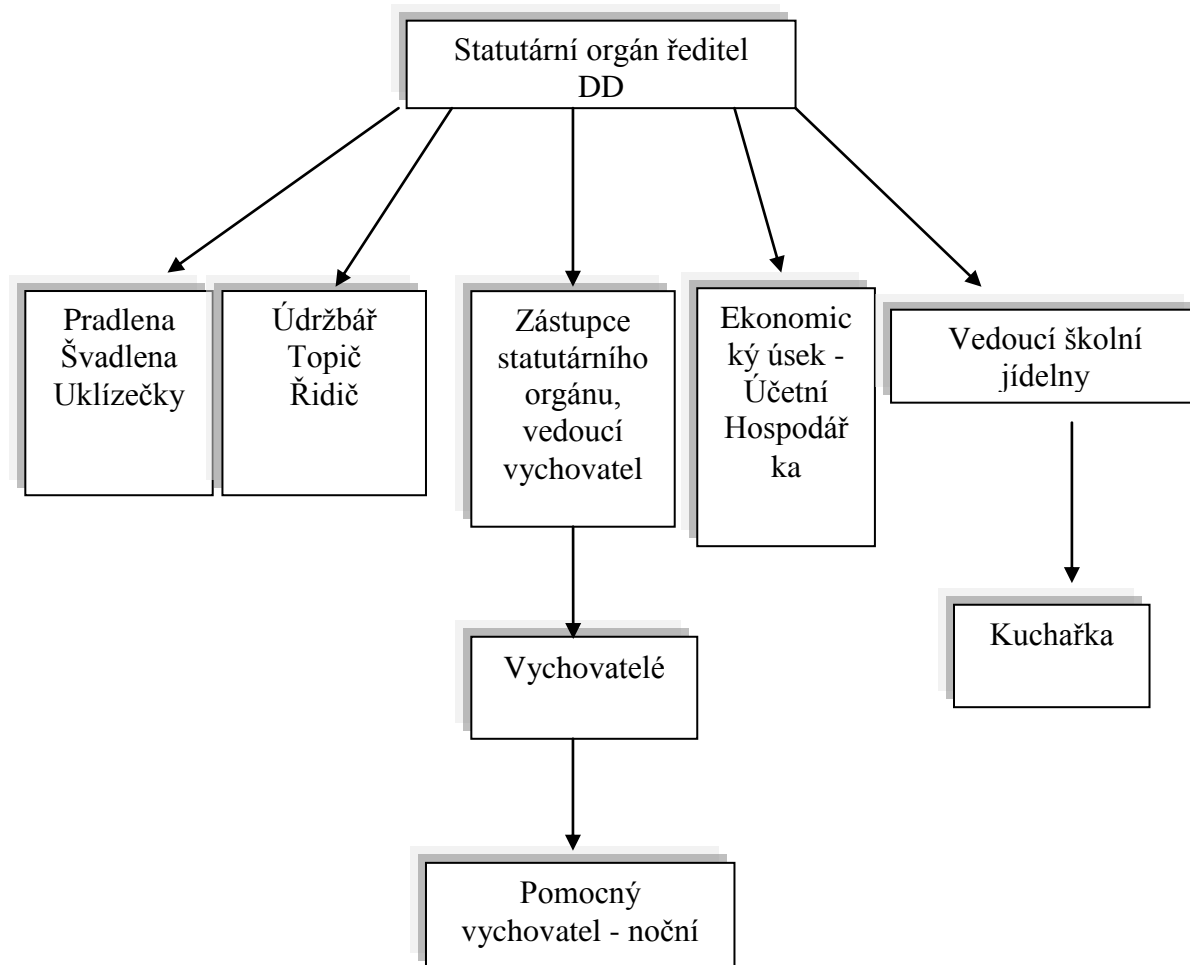 Statutární orgán ředitel
DD
Pradlena
Švadlena
Uklízečky
Údržbář
Topič
Řidič
Zástupce
statutárního
orgánu,
vedoucí
vychovatel
Ekonomic
ký úsek -
Účetní
Hospodář
ka
Vedoucí školní
jídelny
Kuchařka
Vychovatelé
Pomocný
vychovatel - noční